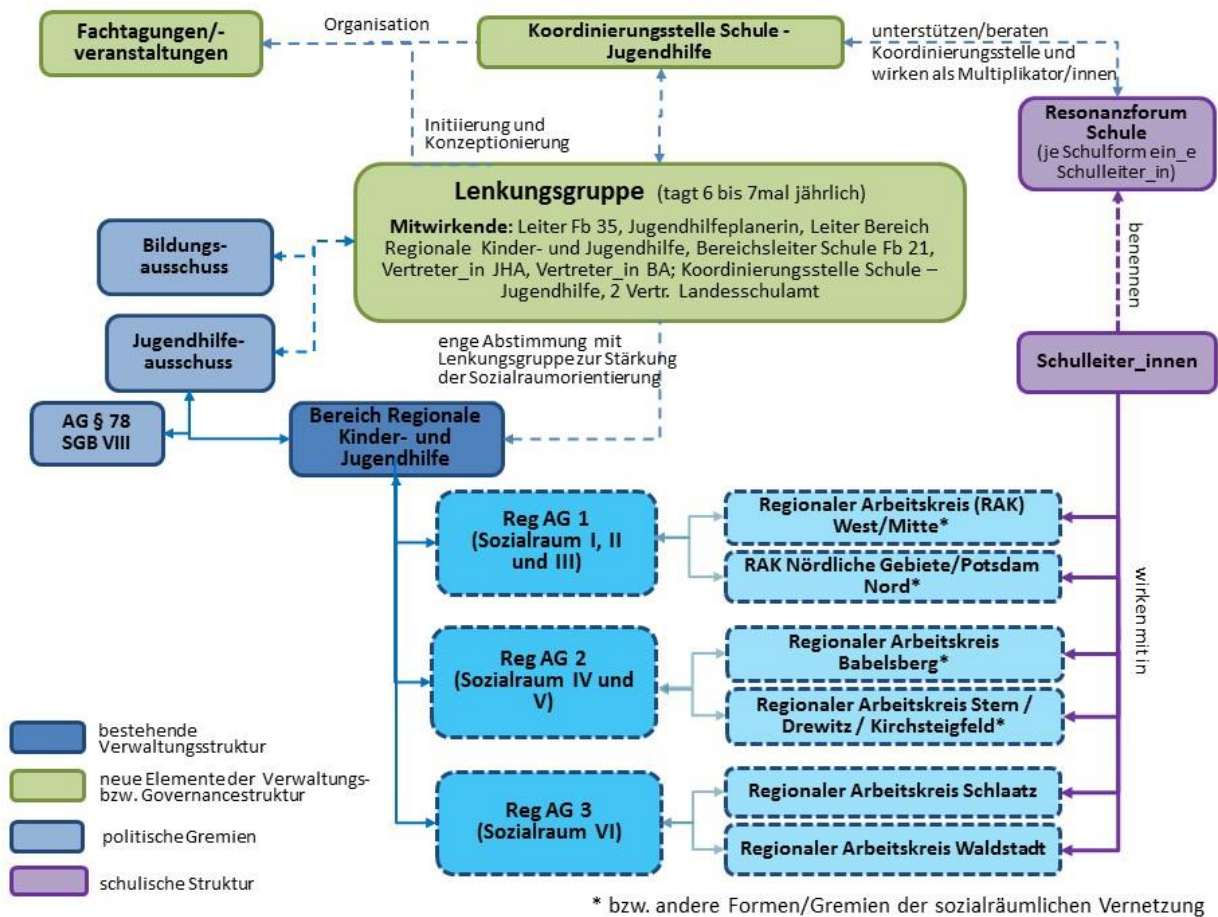 Fachtagungen/-
veranstaltungen
Organisation
Koordinierungsstelle Schule -
Jugendhilfe
unterstützen/beraten
Koordinierungsstelle und
wirken als Multiplikator/innen
Initiierung und
Konzeptionierung
Resonanzforum
Schule
(je Schulform ein_e
Schulleiter_in)
Lenkungsgruppe (tagt 6 bis 7mal jährlich)
Mitwirkende: Leiter Fb 35, Jugendhilfeplanerin, Leiter Bereich
Regionale Kinder- und Jugendhilfe, Bereichsleiter Schule Fb 21,
Vertreter_in JHA, Vertreter_in BA; Koordinierungsstelle Schule –
Jugendhilfe, 2 Vertr. Landesschulamt
Bildungs-
ausschuss
benennen
Jugendhilfe-
ausschuss
enge Abstimmung mit
Lenkungsgruppe zur Stärkung
der Sozialraumorientierung
Schulleiter_innen
AG § 78
SGB VIII
Bereich Regionale
Kinder- und
Jugendhilfe
Reg AG 1
(Sozialraum I, II
und III)
Regionaler Arbeitskreis (RAK)
West/Mitte*
RAK Nördliche Gebiete/Potsdam
Nord*
wirken mit in
Reg AG 2
(Sozialraum IV und
V)
Regionaler Arbeitskreis
Babelsberg*
Regionaler Arbeitskreis Stern /
Drewitz / Kirchsteigfeld*
Reg AG 3
(Sozialraum VI)
Regionaler Arbeitskreis Schlaatz
Regionaler Arbeitskreis Waldstadt
bestehende
Verwaltungsstruktur
neue Elemente der Verwaltungs-
bzw. Governancestruktur
politische Gremien
schulische Struktur
* bzw. andere Formen/Gremien der sozialräumlichen Vernetzung